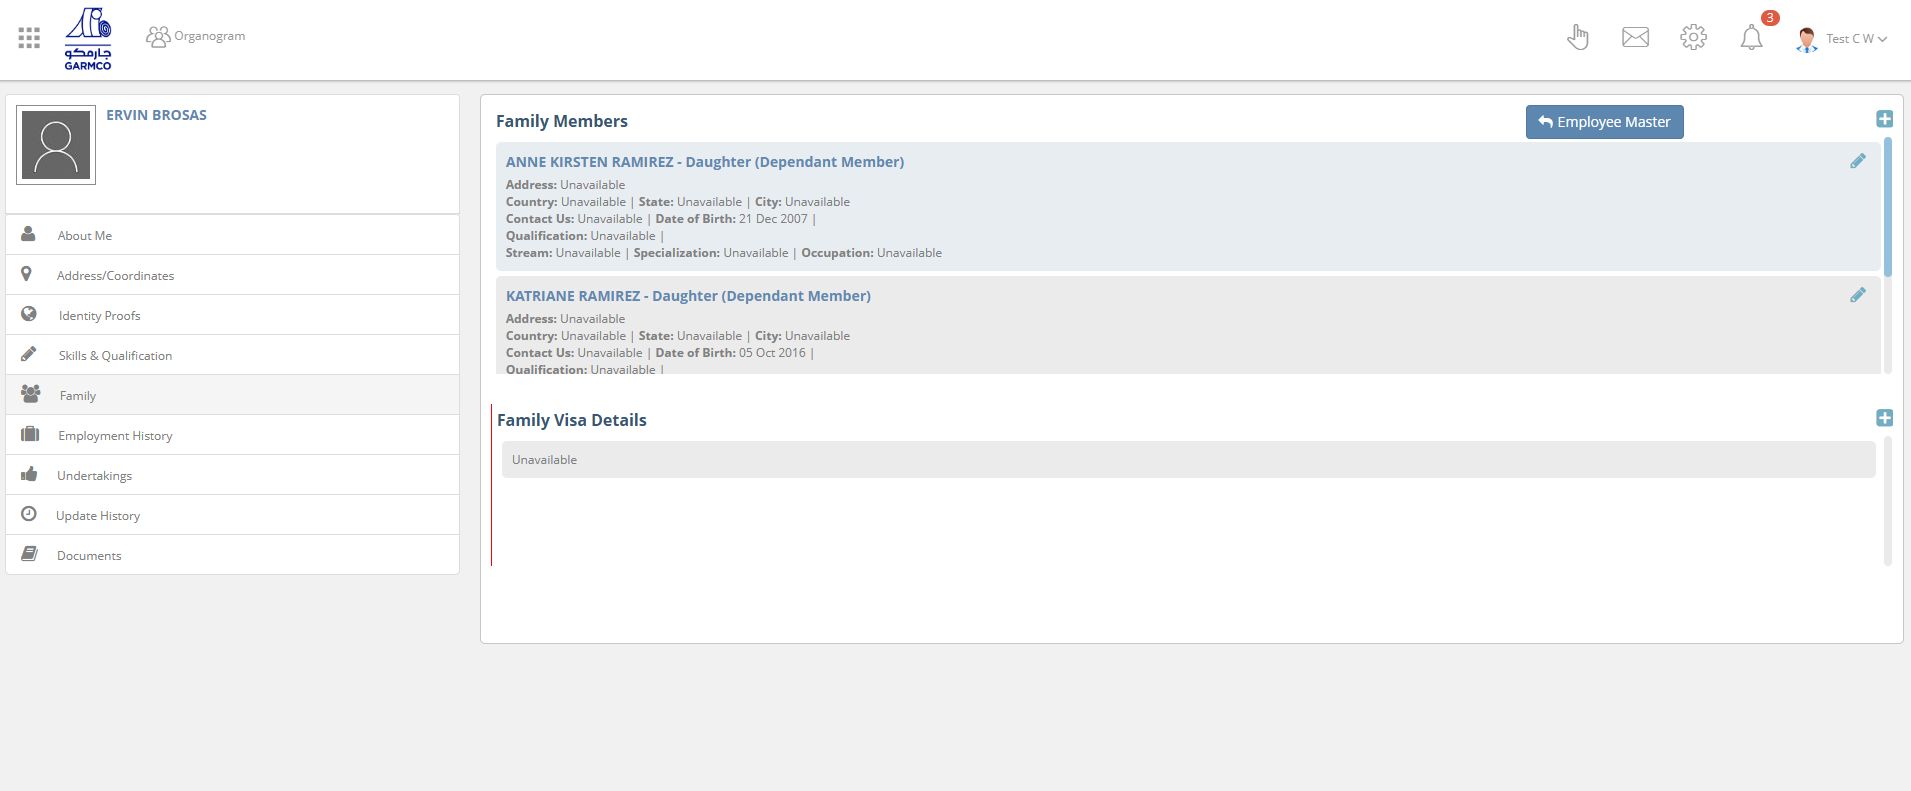 جارمكو
GARMCO
Organogram
3
Test C W
ERVIN BROSAS
About Me
Address/Coordinates
Identity Proofs
Skills & Qualification
Family
Employment History
Undertakings
Update History
Documents
Family Members
Employee Master
ANNE KIRSTEN RAMIREZ - Daughter (Dependant Member)
Address: Unavailable
Country: Unavailable | State: Unavailable | City: Unavailable
Contact Us: Unavailable | Date of Birth: 21 Dec 2007 |
Qualification: Unavailable |
Stream: Unavailable | Specialization: Unavailable | Occupation: Unavailable
KATRIANE RAMIREZ - Daughter (Dependant Member)
Address: Unavailable
Country: Unavailable | State: Unavailable | City: Unavailable
Contact Us: Unavailable | Date of Birth: 05 Oct 2016 |
Qualification: Unavailable |
Family Visa Details
Unavailable